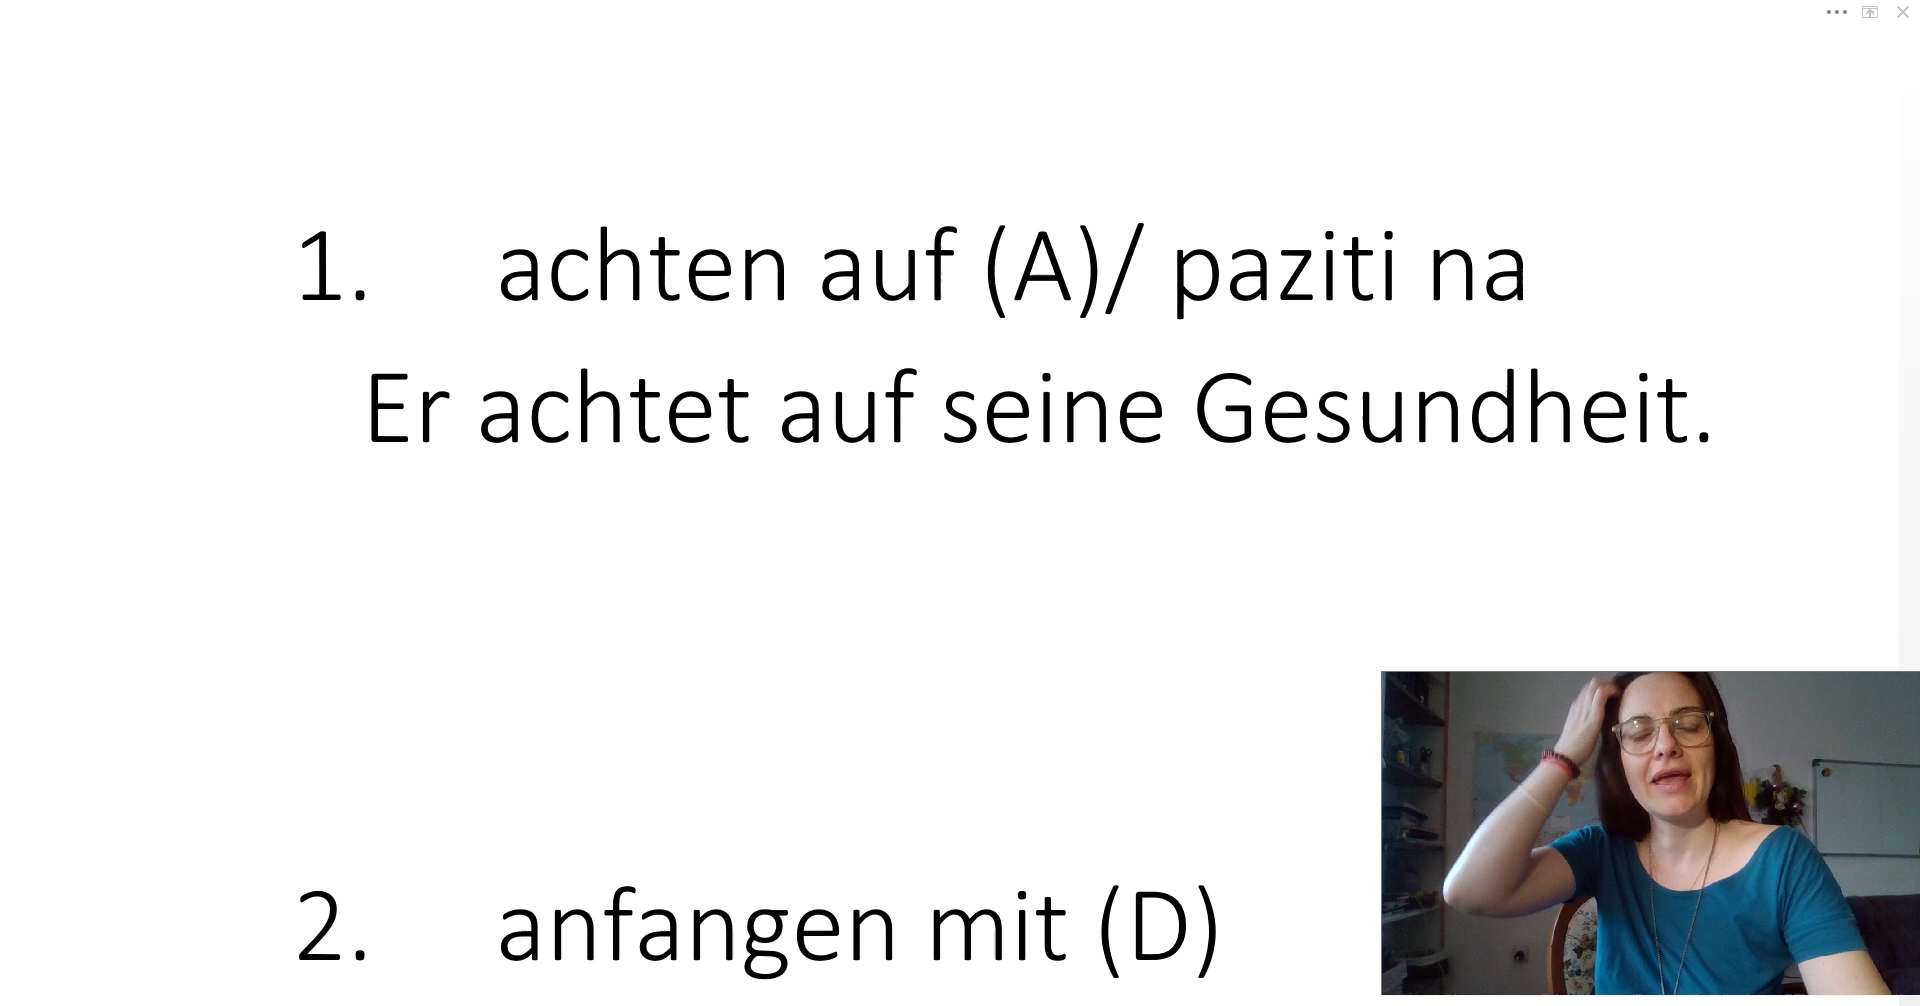 1. achten auf (A)/ paziti na
Er achtet auf seine Gesundheit.
2. anfangen mit (D)